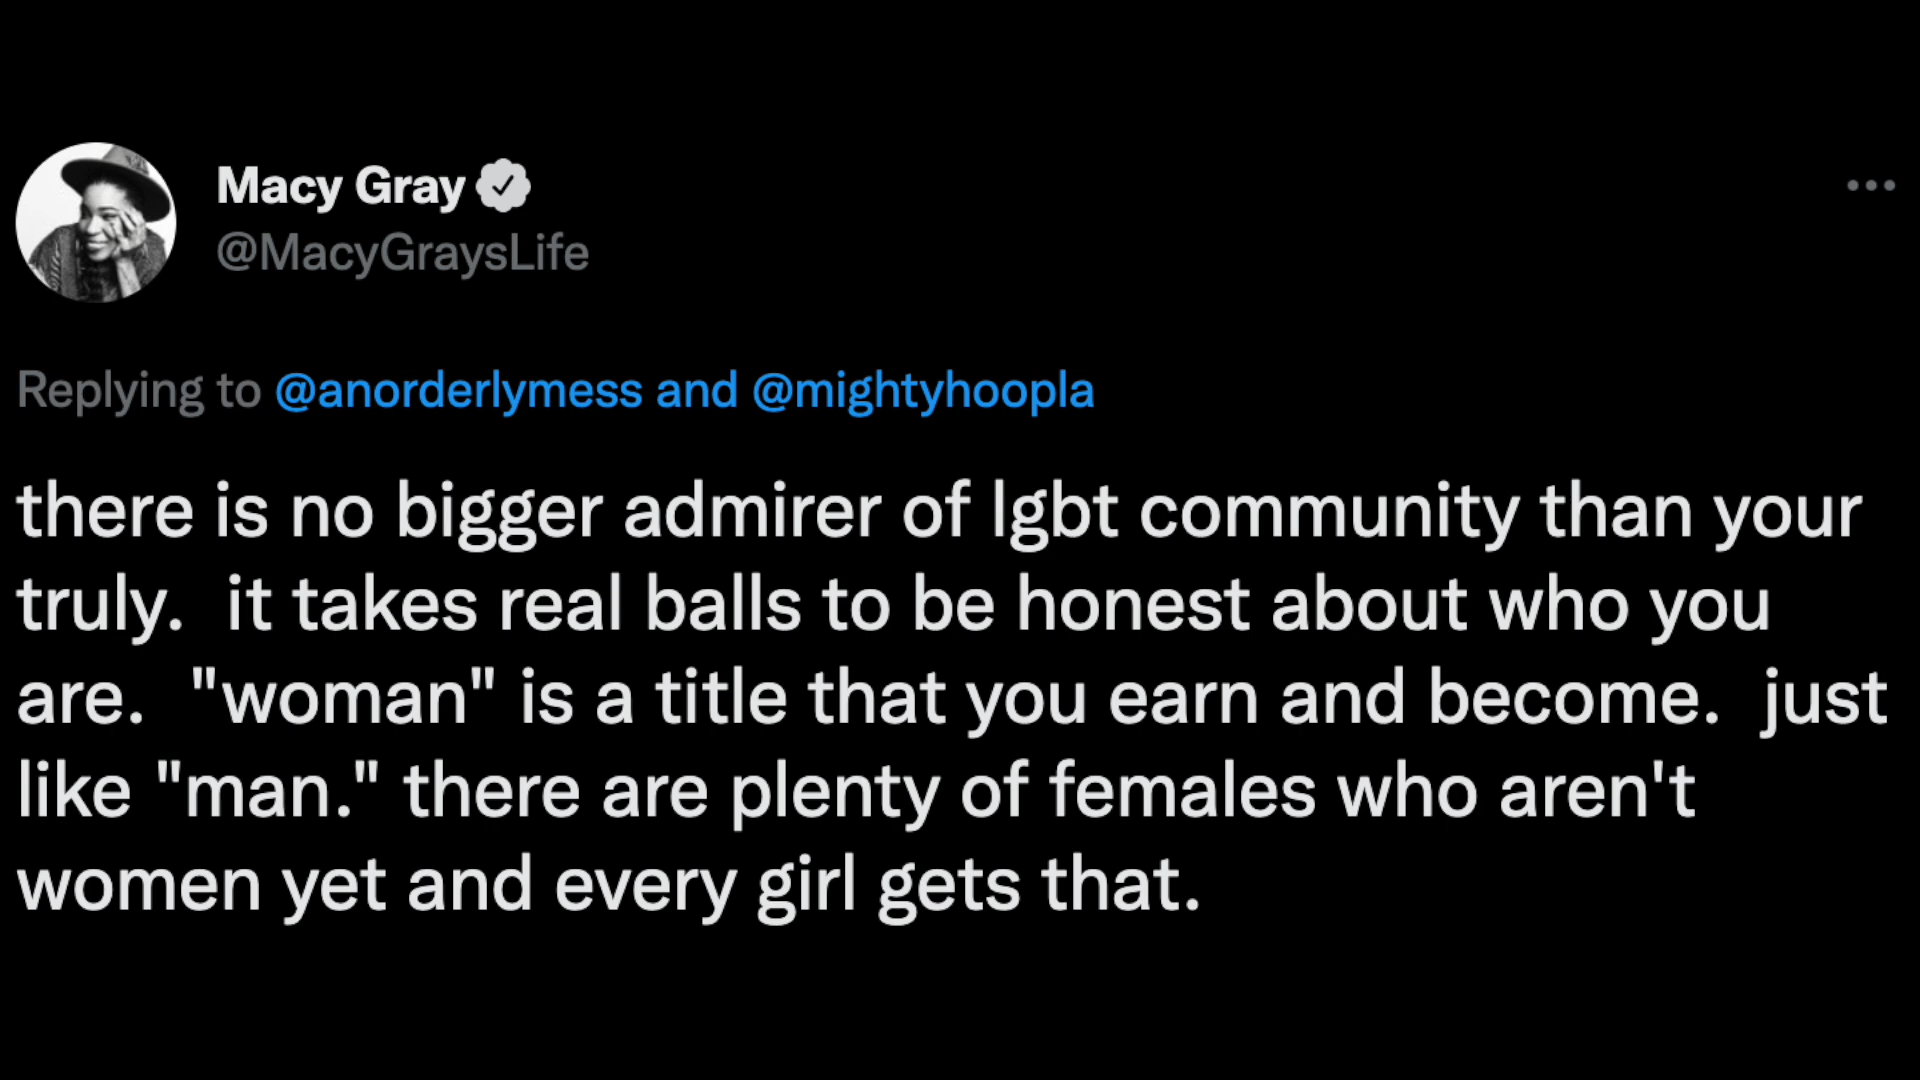 Macy Gray
@MacyGraysLife
Replying to @anorderlymess and @mightyhoopla
there is no bigger admirer of lgbt community than your
truly.  it takes real balls to be honest about who you
are.  "woman" is a title that you earn and become.  just
like "man." there are plenty of females who aren't
women yet and every girl gets that.